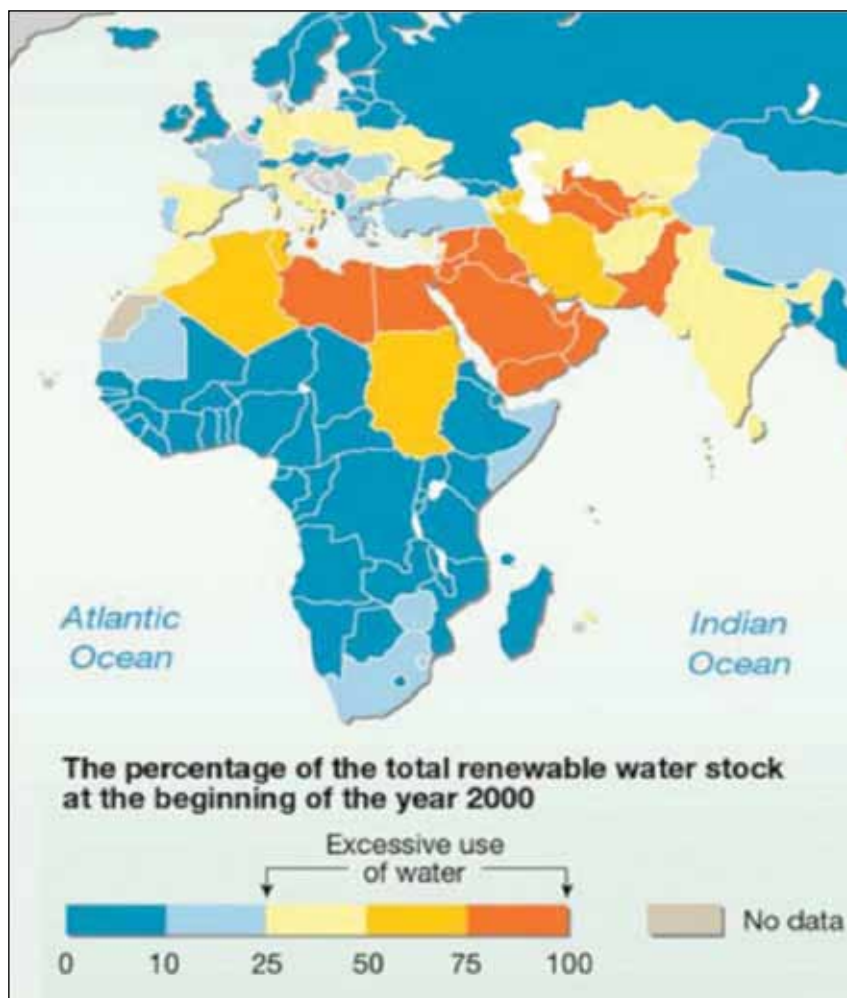 Atlantic
Ocean
Indian
Ocean
The percentage of the total renewable water stock
at the beginning of the year 2000
Excessive use
of water
No data
0 10 25 50 75 100